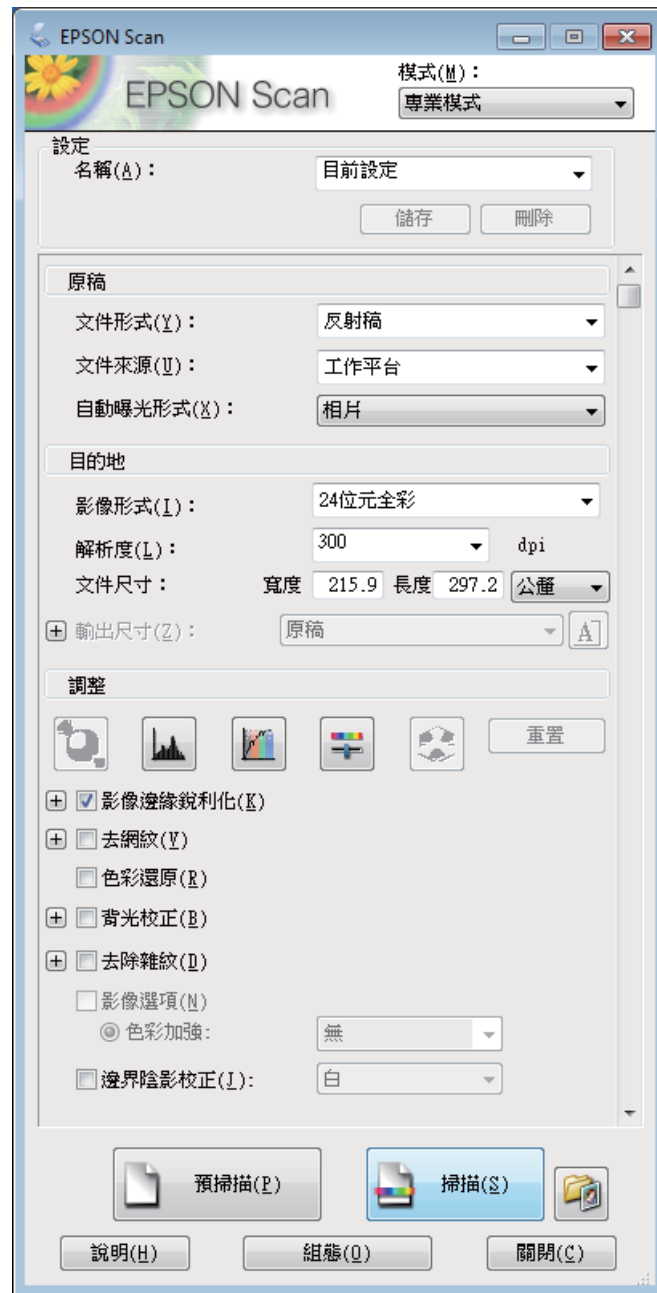 EPSON Scan
EPSON Scan
模式(M)：
專業模式
設定
名稱(A)：
目前設定
儲存
刪除
原稿
文件形式(Y)：
反射稿
文件來源(U)：
工作平台
自動曝光形式(X)：
相片
目的地
影像形式(I)：
24位元全彩
解析度(L)：
300
dpi
文件尺寸： 寬度 215.9 長度 297.2 公釐
輸出尺寸(Z)：
原稿
A
調整
重置
影像邊緣銳利化(K)
去網紋(V)
色彩還原(R)
背光校正(B)
去除雜紋(D)
影像選項(N)
色彩加強:
無
邊界陰影校正(J):
白
預掃描(P)
掃描(S)
說明(H)
組態(O)
關閉(C)